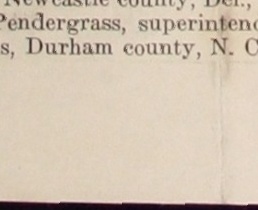 Newcastle county, Del.,
Pendergrass, superintend
s, Durham county, N. C